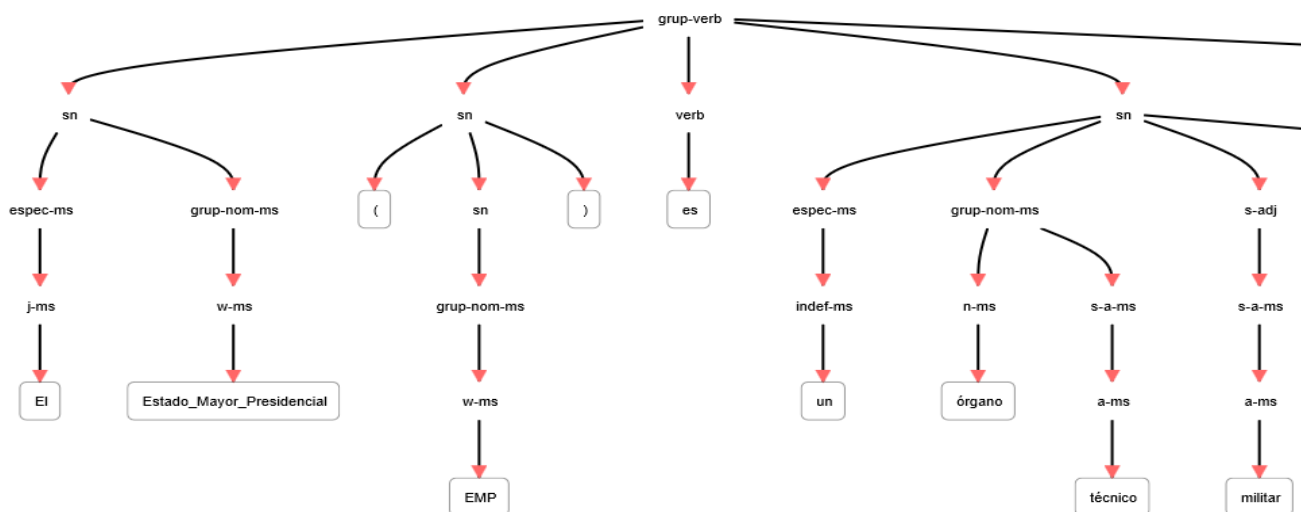 grup-verb
sn sn verb sn
espec-ms grup-nom-ms ( sn ) es espec-ms grup-nom-ms s-adj
j-ms w-ms grup-nom-ms indef-ms n-ms s-a-ms s-a-ms
El Estado_Mayor_Presidencial w-ms un órgano a-ms a-ms
EMP técnico militar